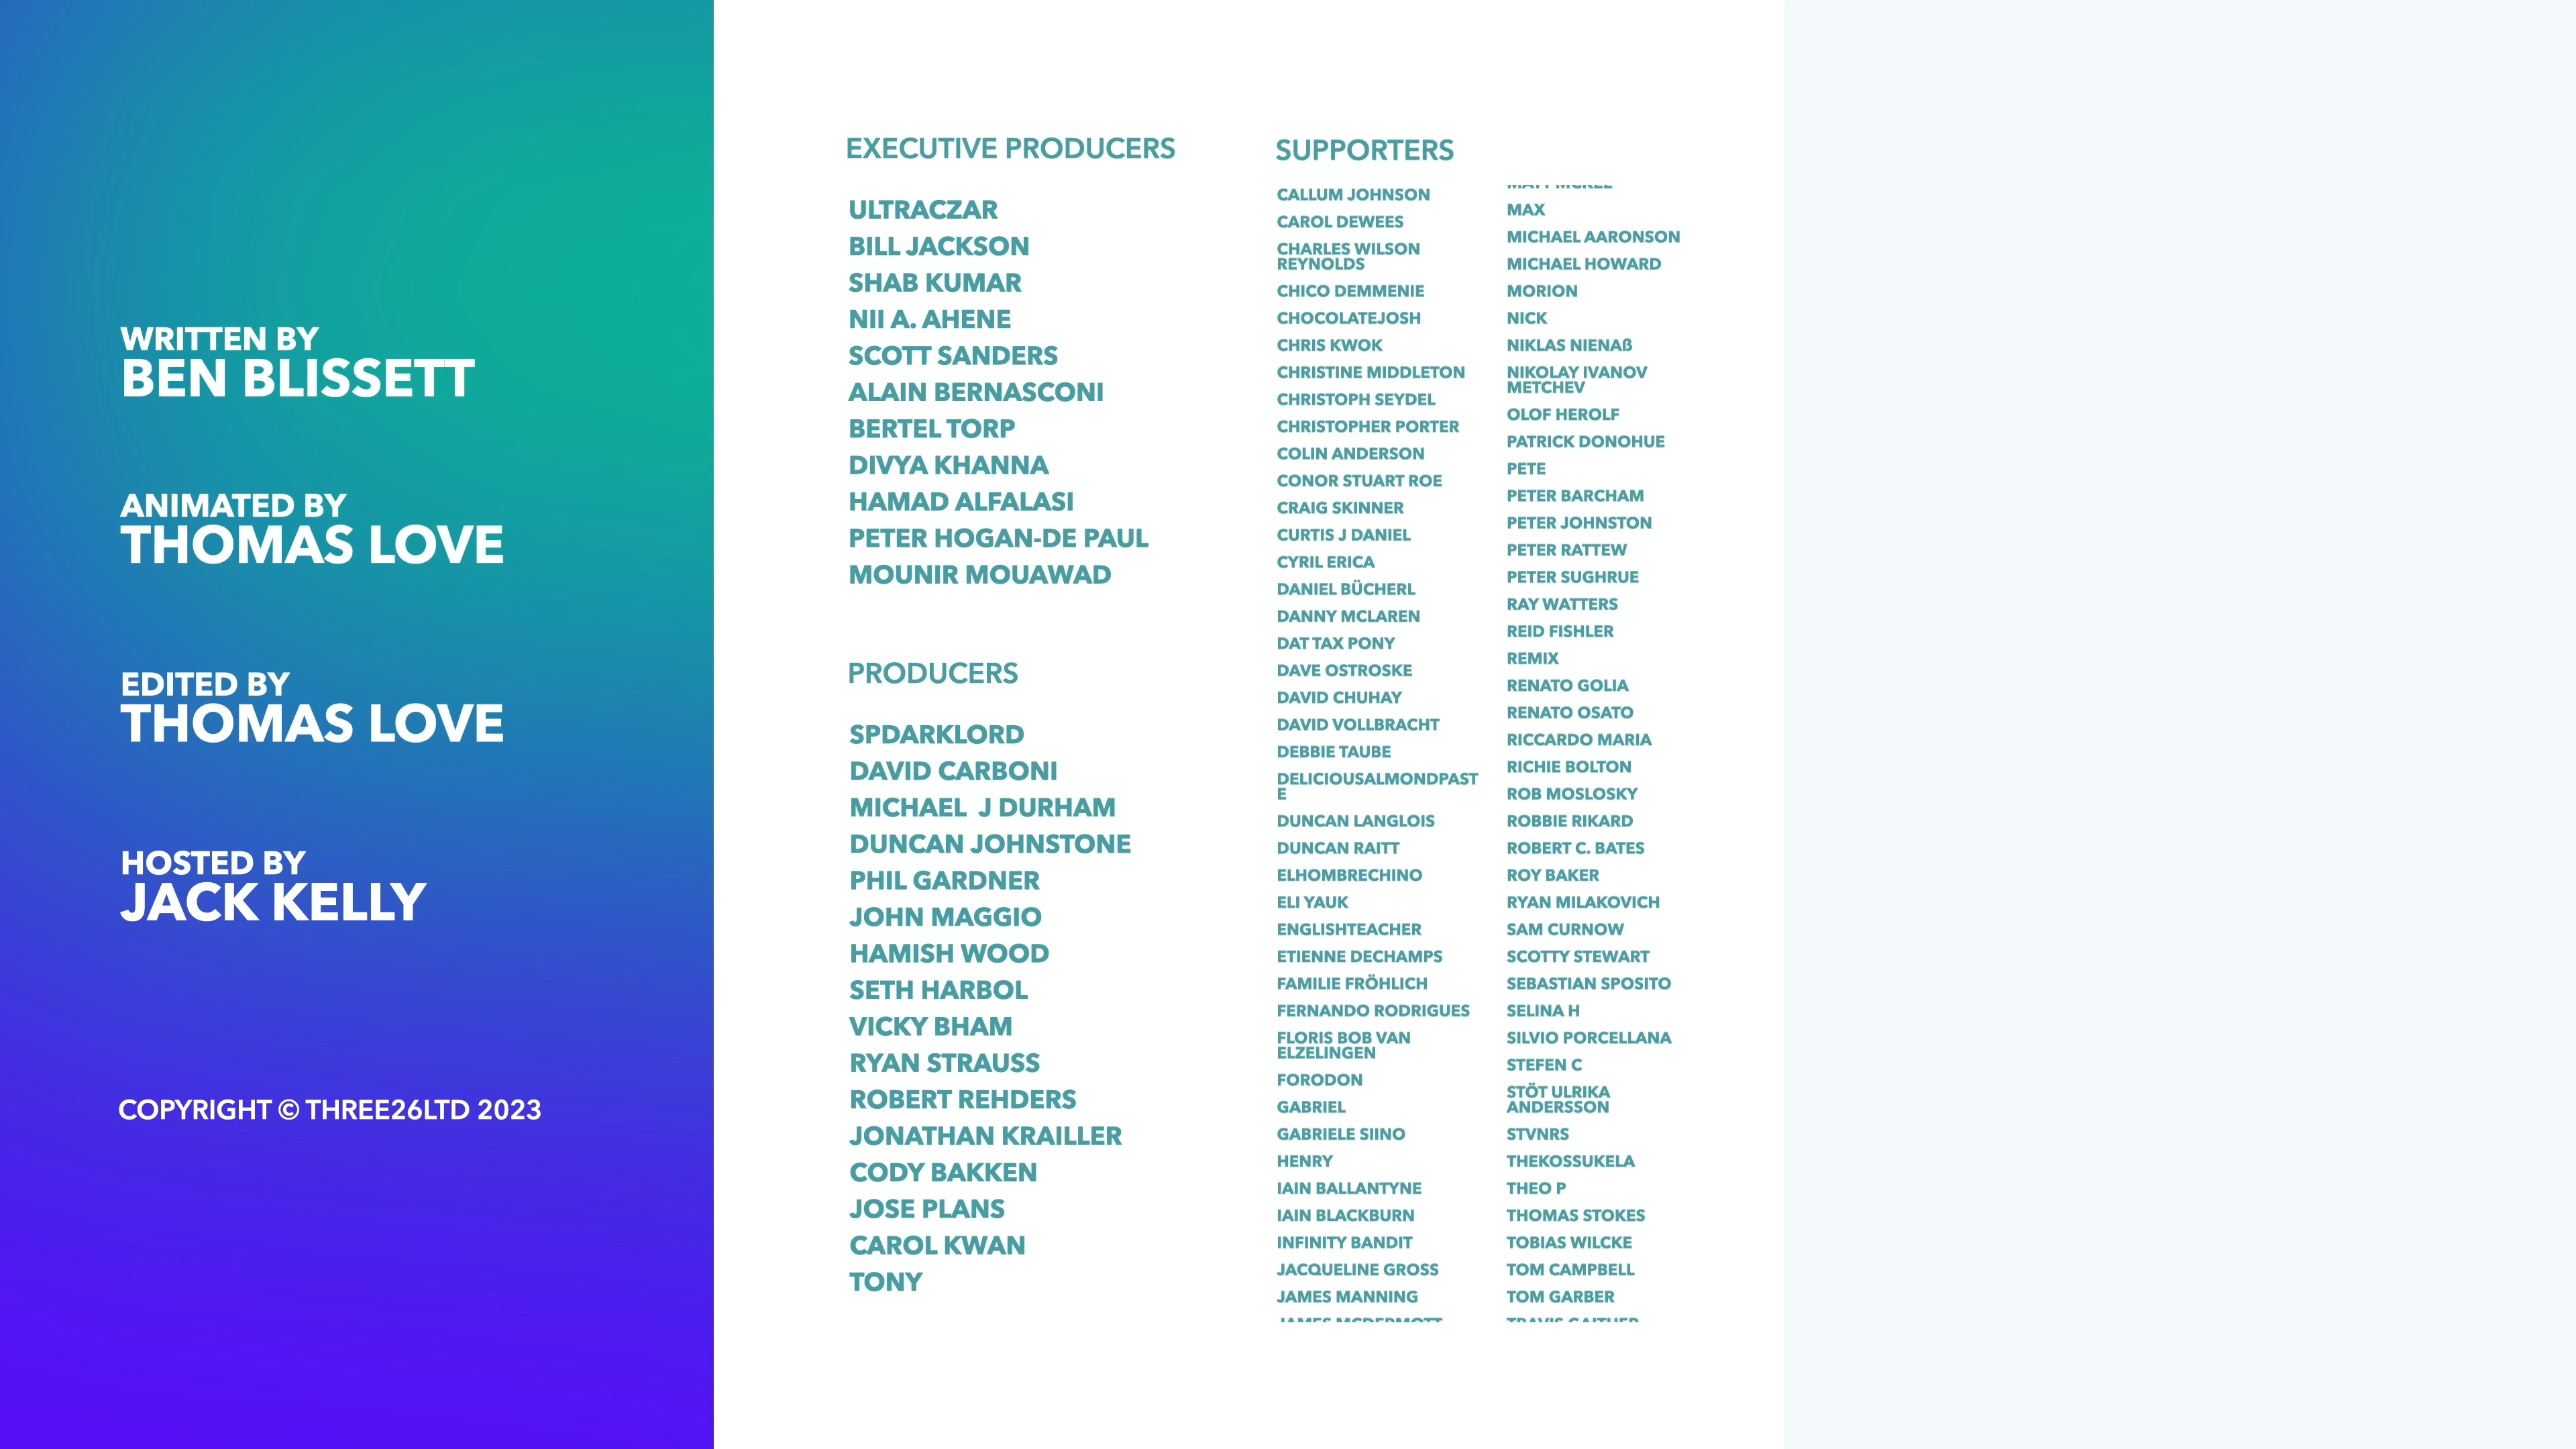 WRITTEN BY
BEN BLISSETT
ANIMATED BY
THOMAS LOVE
EDITED BY
THOMAS LOVE
HOSTED BY
JACK KELLY
COPYRIGHT © THREE26LTD 2023
EXECUTIVE PRODUCERS
ULTRACZAR
BILL JACKSON
SHAB KUMAR
NII A. AHENE
SCOTT SANDERS
ALAIN BERNASCONI
BERTEL TORP
DIVYA KHANNA
HAMAD ALFALASI
PETER HOGAN-DE PAUL
MOUNIR MOUAWAD
PRODUCERS
SPDARKLORD
DAVID CARBONI
MICHAEL  J DURHAM
DUNCAN JOHNSTONE
PHIL GARDNER
JOHN MAGGIO
HAMISH WOOD
SETH HARBOL
VICKY BHAM
RYAN STRAUSS
ROBERT REHDERS
JONATHAN KRAILLER
CODY BAKKEN
JOSE PLANS
CAROL KWAN
TONY
SUPPORTERS
CALLUM JOHNSON
CAROL DEWEES
CHARLES WILSON
REYNOLDS
CHICO DEMMENIE
CHOCOLATEJOSH
CHRIS KWOK
CHRISTINE MIDDLETON
CHRISTOPH SEYDEL
CHRISTOPHER PORTER
COLIN ANDERSON
CONOR STUART ROE
CRAIG SKINNER
CURTIS J DANIEL
CYRIL ERICA
DANIEL BÜCHERL
DANNY MCLAREN
DAT TAX PONY
DAVE OSTROSKE
DAVID CHUHAY
DAVID VOLLBRACHT
DEBBIE TAUBE
DELICIOUSALMONDPAST
E
DUNCAN LANGLOIS
DUNCAN RAITT
ELHOMBRECHINO
ELI YAUK
ENGLISHTEACHER
ETIENNE DECHAMPS
FAMILIE FRÖHLICH
FERNANDO RODRIGUES
FLORIS BOB VAN
ELZELINGEN
FORODON
GABRIEL
GABRIELE SIINO
HENRY
IAIN BALLANTYNE
IAIN BLACKBURN
INFINITY BANDIT
JACQUELINE GROSS
JAMES MANNING
MAX
MICHAEL AARONSON
MICHAEL HOWARD
MORION
NICK
NIKLAS NIENAß
NIKOLAY IVANOV
METCHEV
OLOF HEROLF
PATRICK DONOHUE
PETE
PETER BARCHAM
PETER JOHNSTON
PETER RATTEW
PETER SUGHRUE
RAY WATTERS
REID FISHLER
REMIX
RENATO GOLIA
RENATO OSATO
RICCARDO MARIA
RICHIE BOLTON
ROB MOSLOSKY
ROBBIE RIKARD
ROBERT C. BATES
ROY BAKER
RYAN MILAKOVICH
SAM CURNOW
SCOTTY STEWART
SEBASTIAN SPOSITO
SELINA H
SILVIO PORCELLANA
STEFEN C
STÖT ULRIKA
ANDERSSON
STVNRS
THEKOSSUKELA
THEO P
THOMAS STOKES
TOBIAS WILCKE
TOM CAMPBELL
TOM GARBER